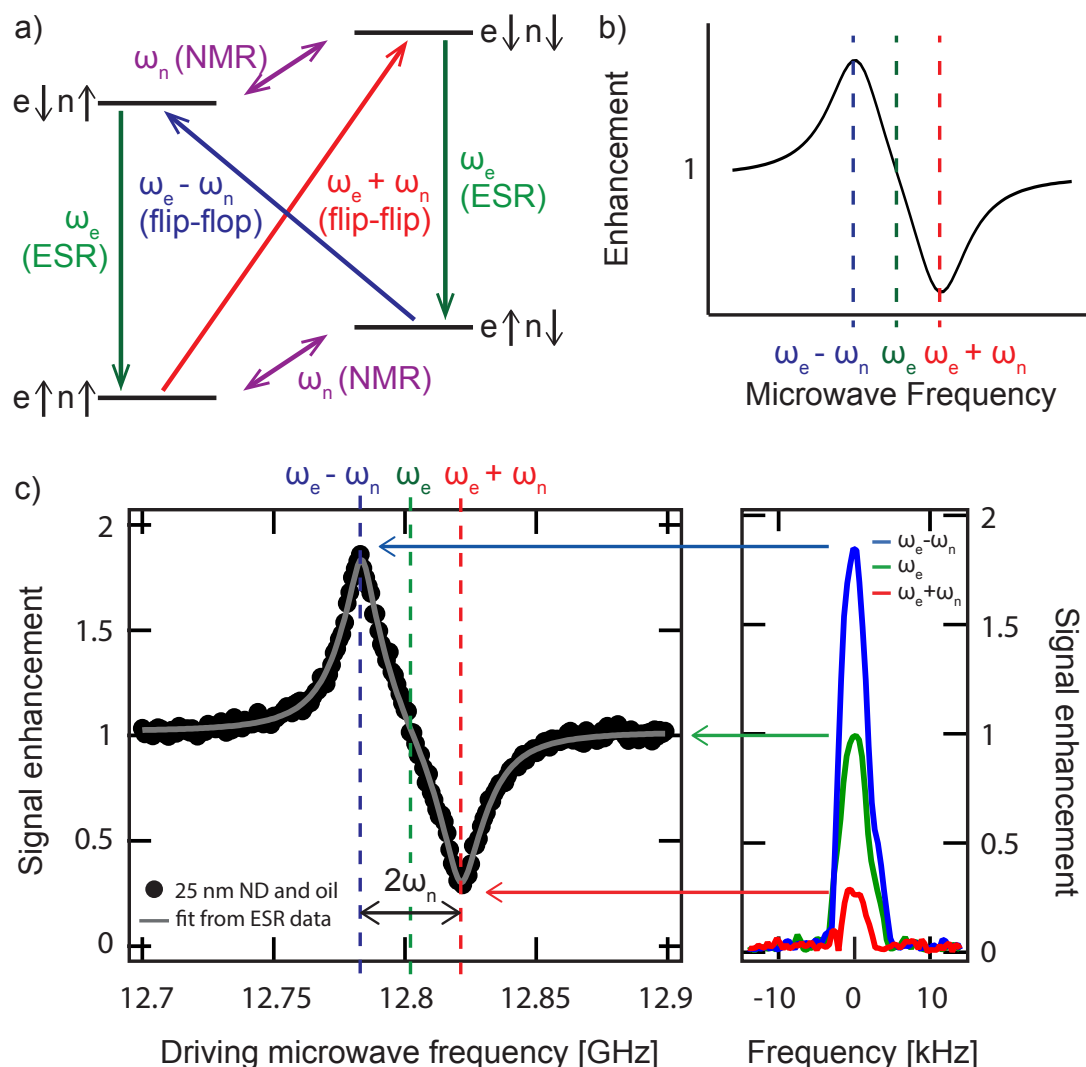 a)
ωn (NMR)
e↓n↓
e↓n↑
ωe
(ESR)
ωe - ωn
(flip-flop)
ωe + ωn
(flip-flip)
ωe
(ESR)
e↑n↓
ωn (NMR)
e↑n↑
b)
Enhancement
1
ωe - ωn ωe ωe + ωn
Microwave Frequency
c)
ωe - ωn ωe ωe + ωn
Signal enhancement
2
1.5
1
0.5
0
2ωn
25 nm ND and oil
fit from ESR data
12.7 12.75 12.8 12.85 12.9
Driving microwave frequency [GHz]
ωe-ωn
ωe
ωe+ωn
2
1.5
1
0.5
0
Signal enhancement
-10 0 10
Frequency [kHz]